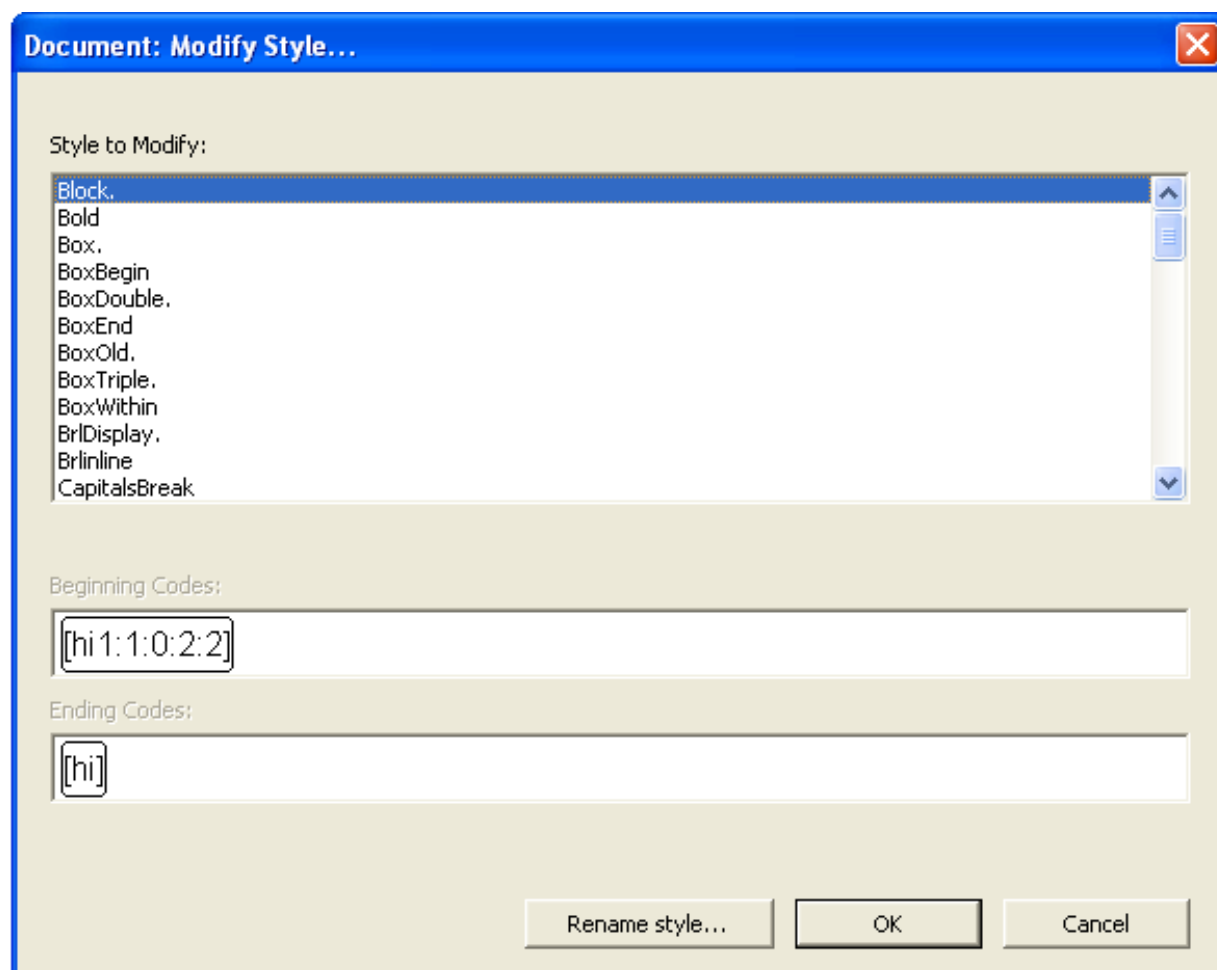 Document: Modify Style...
Style to Modify:
Block.
Bold
Box.
BoxBegin
BoxDouble.
BoxEnd
BoxOld.
BoxTriple.
BoxWithin
BrlDisplay.
Brlinline
CapitalsBreak
Beginning Codes:
[hi1:1:0:2:2]
Ending Codes:
[hi]
Rename style... OK Cancel